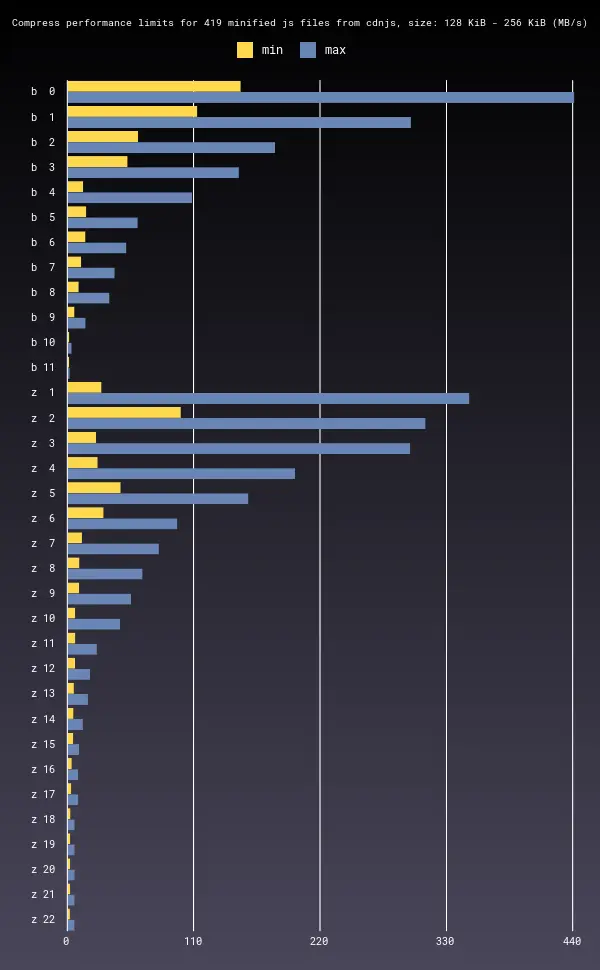 Compress performance limits for 419 minified js files from cdnjs, size: 128 KiB - 256 KiB (MB/s)
min max
b 0
b 1
b 2
b 3
b 4
b 5
b 6
b 7
b 8
b 9
b 10
b 11
z 1
z 2
z 3
z 4
z 5
z 6
z 7
z 8
z 9
z 10
z 11
z 12
z 13
z 14
z 15
z 16
z 17
z 18
z 19
z 20
z 21
z 22
0 110 220 330 440